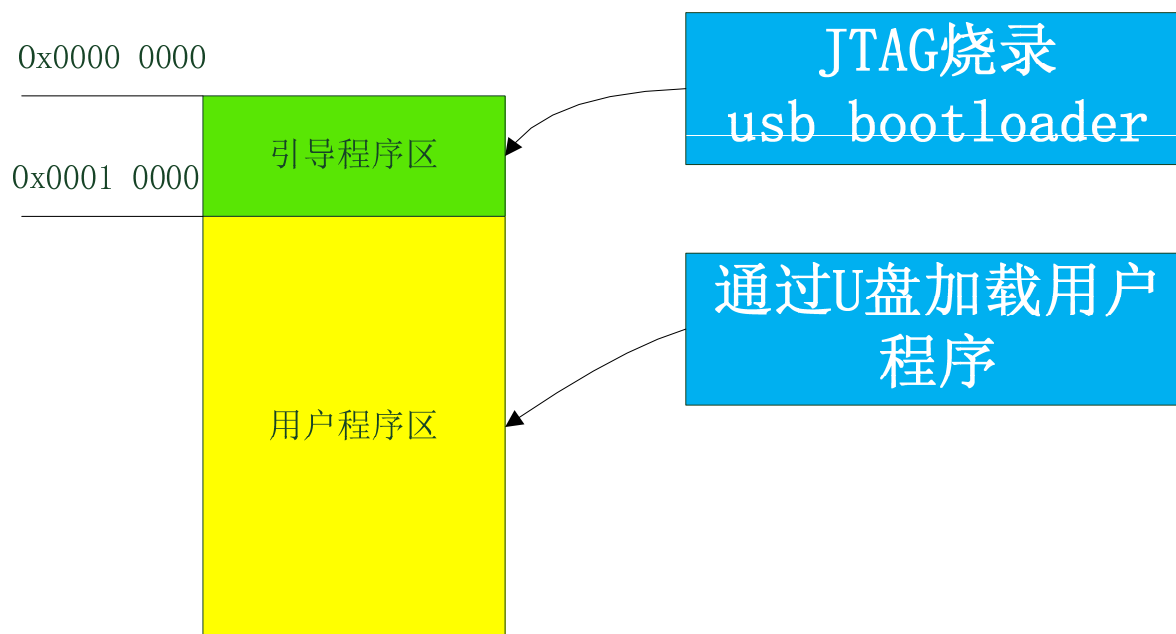 0x0000 0000
JTAG烧录
usb bootloader
引导程序区
0x0001 0000
通过U盘加载用户
程序
用户程序区